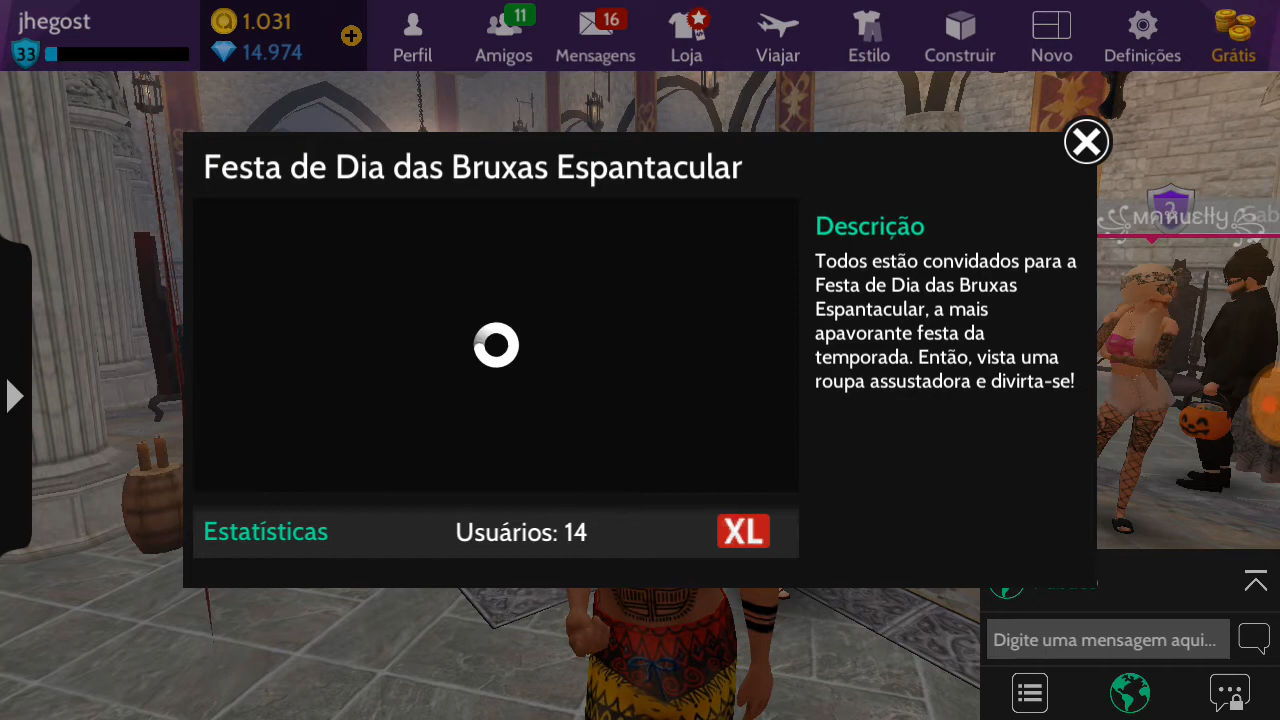 jhegost
33
1.031
14.974
11
16
Perfil
Amigos
Mensagens
Loja
Viajar
Estilo
Construir
Novo
Definições
Grátis
Festa de Dia das Bruxas Espantacular
Descrição
Todos estão convidados para a
Festa de Dia das Bruxas
Espantacular, a mais
apavorante festa da
temporada. Então, vista uma
roupa assustadora e divirta-se!
Estatísticas
Usuários: 14
XL
Digite uma mensagem aqui...